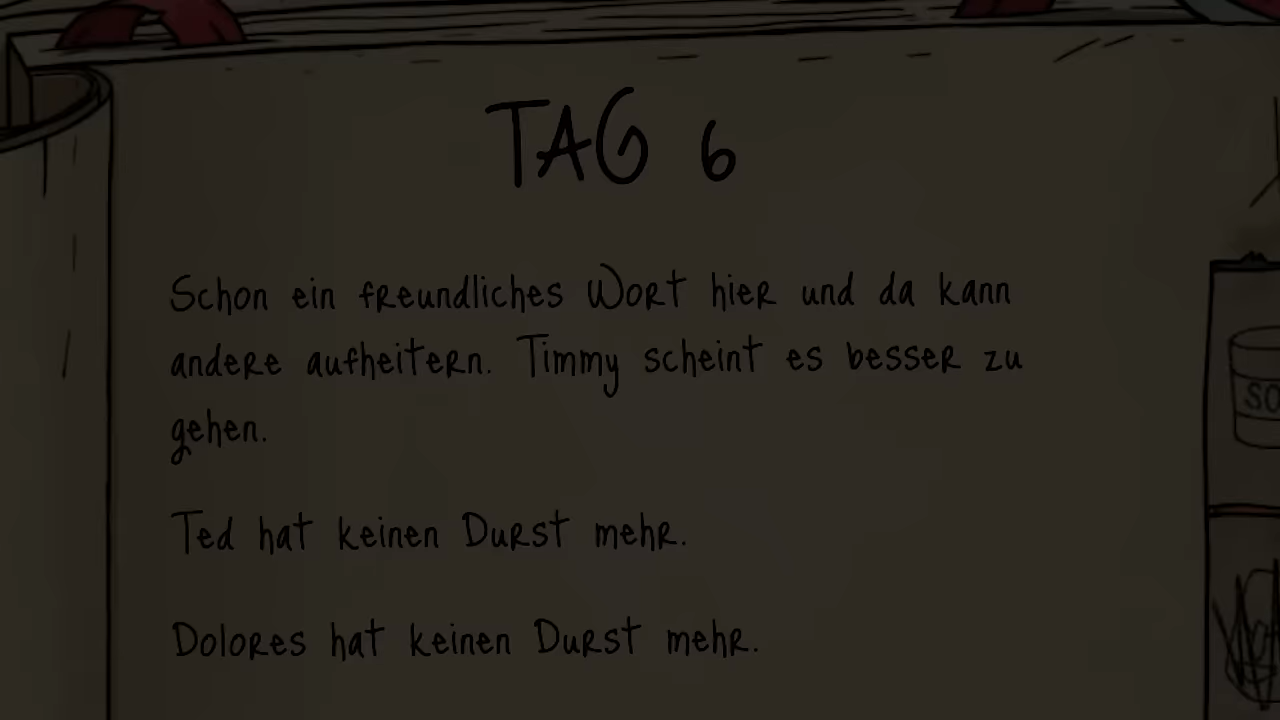 TAG 6
Schon ein freundliches Wort hier und da kann
andere aufheitern. Timmy scheint es besser zu
gehen.
Ted hat keinen Durst mehr.
Dolores hat keinen Durst mehr.